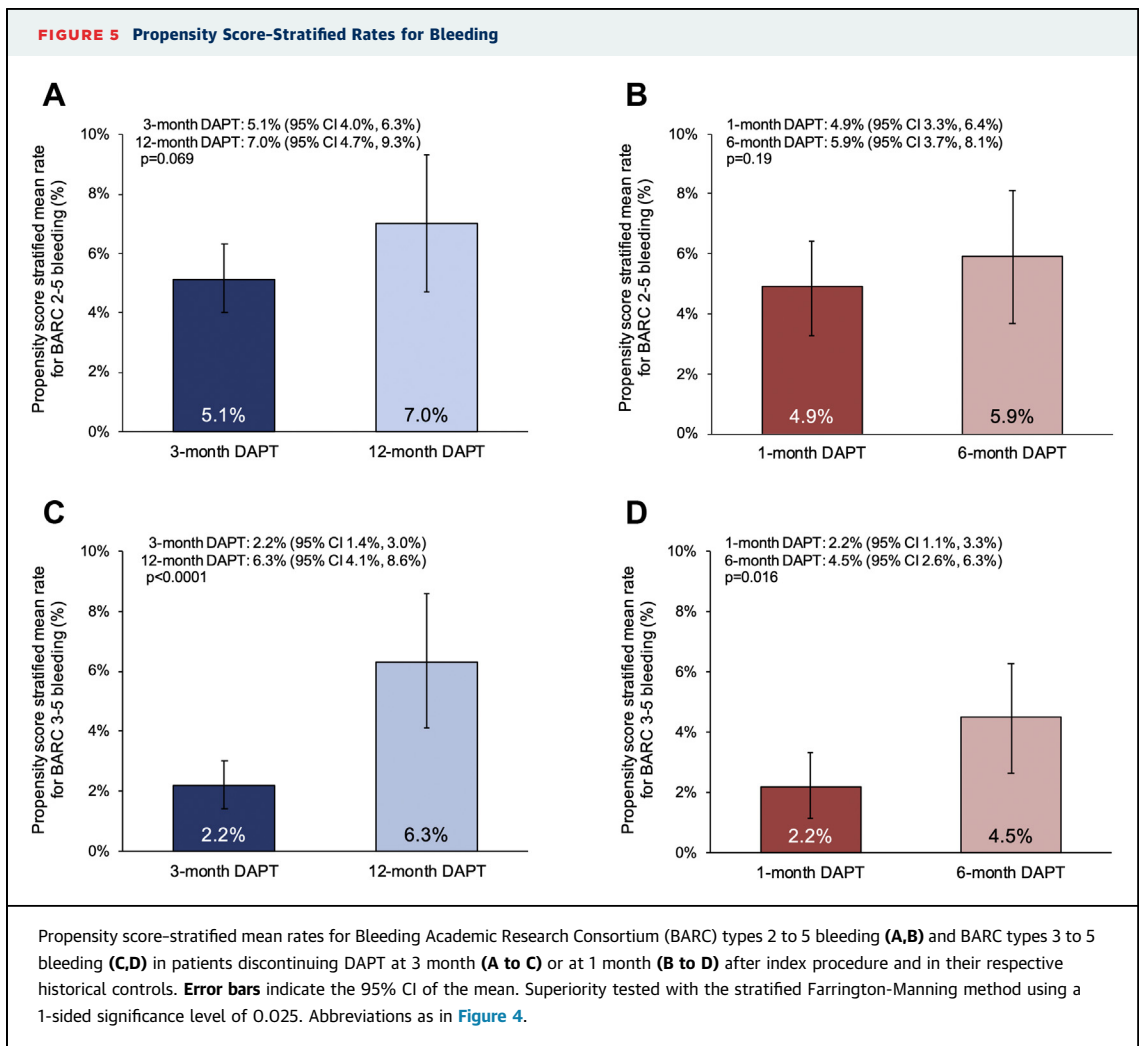 FIGURE 5 Propensity Score-Stratified Rates for Bleeding
A
3-month DAPT: 5.1% (95% CI 4.0%, 6.3%)
12-month DAPT: 7.0% (95% CI 4.7%, 9.3%)
p=0.069
Propensity score stratified mean rate
for BARC 2-5 bleeding (%)
10%
8%
6%
4%
2%
0%
5.1%
7.0%
3-month DAPT
12-month DAPT
B
1-month DAPT: 4.9% (95% CI 3.3%, 6.4%)
6-month DAPT: 5.9% (95% CI 3.7%, 8.1%)
p=0.19
Propensity score stratified mean rate
for BARC 2-5 bleeding (%)
10%
8%
6%
4%
2%
0%
4.9%
5.9%
1-month DAPT
6-month DAPT
C
3-month DAPT: 2.2% (95% CI 1.4%, 3.0%)
12-month DAPT: 6.3% (95% CI 4.1%, 8.6%)
p<0.0001
Propensity score stratified mean rate
for BARC 3-5 bleeding (%)
10%
8%
6%
4%
2%
0%
2.2%
6.3%
3-month DAPT
12-month DAPT
D
1-month DAPT: 2.2% (95% CI 1.1%, 3.3%)
6-month DAPT: 4.5% (95% CI 2.6%, 6.3%)
p=0.016
Propensity score stratified mean rate
for BARC 3-5 bleeding (%)
10%
8%
6%
4%
2%
0%
2.2%
4.5%
1-month DAPT
6-month DAPT
Propensity score-stratified mean rates for Bleeding Academic Research Consortium (BARC) types 2 to 5 bleeding (A,B) and BARC types 3 to 5
bleeding (C,D) in patients discontinuing DAPT at 3 month (A to C) or at 1 month (B to D) after index procedure and in their respective
historical controls. Error bars indicate the 95% CI of the mean. Superiority tested with the stratified Farrington-Manning method using a
1-sided significance level of 0.025. Abbreviations as in Figure 4.